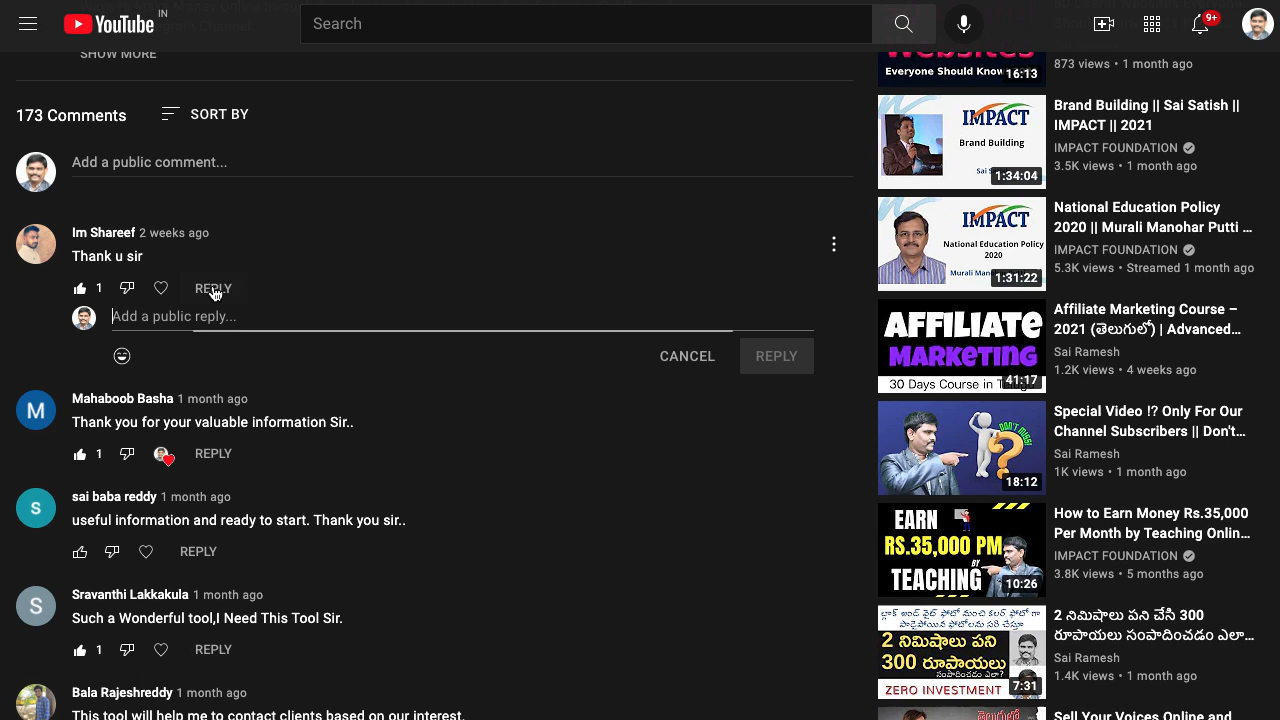 YouTube IN
Search
9+
SHOW MORE
173 Comments
SORT BY
Add a public comment...
Im Shareef 2 weeks ago
Thank u sir
1
REPLY
Add a public reply...
CANCEL
REPLY
Mahaboob Basha 1 month ago
Thank you for your valuable information Sir..
1
REPLY
sai baba reddy 1 month ago
useful information and ready to start. Thank you sir..
REPLY
Sravanthi Lakkakula 1 month ago
Such a Wonderful tool. Need This Tool Sir.
1
REPLY
Bala Rajeshreddy 1 month ago
This tool will help me to contact clients based on our interest.
Websites
Everyone Should Know
16:13
873 views • 1 month ago
IMPACT
Brand Building
1:34:04
Brand Building || Sai Satish ||
IMPACT || 2021
IMPACT FOUNDATION
3.5K views • 1 month ago
IMPACT
National Education Policy
2020
1:31:22
National Education Policy
2020 || Murali Manohar Putti ...
IMPACT FOUNDATION
5.3K views • Streamed 1 month ago
AFFILIATE
MARKETING
30 Days Course in Telugu
41:17
Affiliate Marketing Course –
2021 (తెలుగులో) | Advanced...
Sai Ramesh
1.2K views • 4 weeks ago
DON'T MISS!
18:12
Special Video !? Only For Our
Channel Subscribers || Don't...
Sai Ramesh
1K views • 1 month ago
EARN
RS.35,000 PM
BY
TEACHING
10:26
How to Earn Money Rs.35,000
Per Month by Teaching Onlin...
IMPACT FOUNDATION
3.8K views • 5 months ago
బ్లాక్ అండ్ వైట్ ఫోటో నుంచి కలర్ ఫోటో గా
పాడైపోయిన ఫోటోలను సరి చేస్తూ
2 నిమిషాలు పని
300 రూపాయలు
సంపాదించడం ఎలా?
ZERO INVESTMENT
7:31
2 నిమిషాలు పని చేసి 300
రూపాయలు సంపాదించడం ఎలా...
Sai Ramesh
1.4K views • 1 month ago
Sell Your Voices Online and